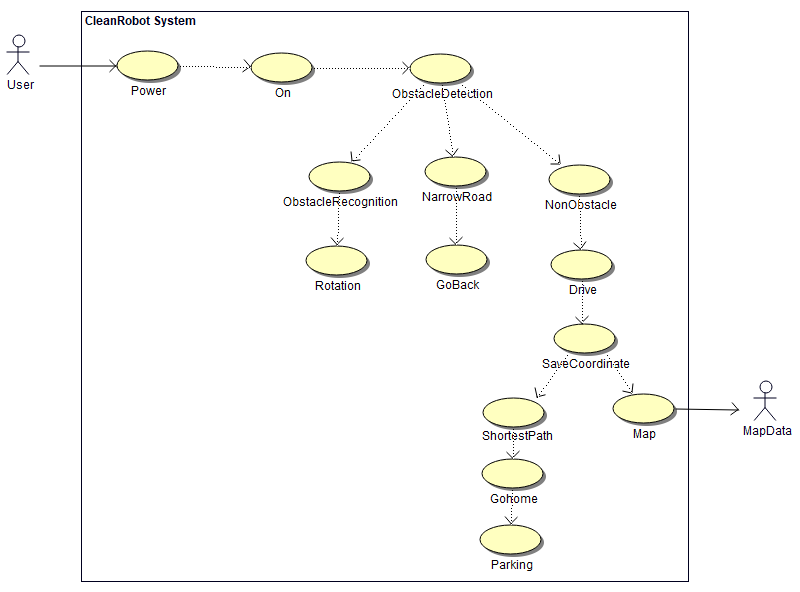 CleanRobot System
User
Power
On
ObstacleDetection
ObstacleRecognition
NarrowRoad
NonObstacle
Rotation
GoBack
Drive
SaveCoordinate
ShortestPath
Map
MapData
Gohome
Parking